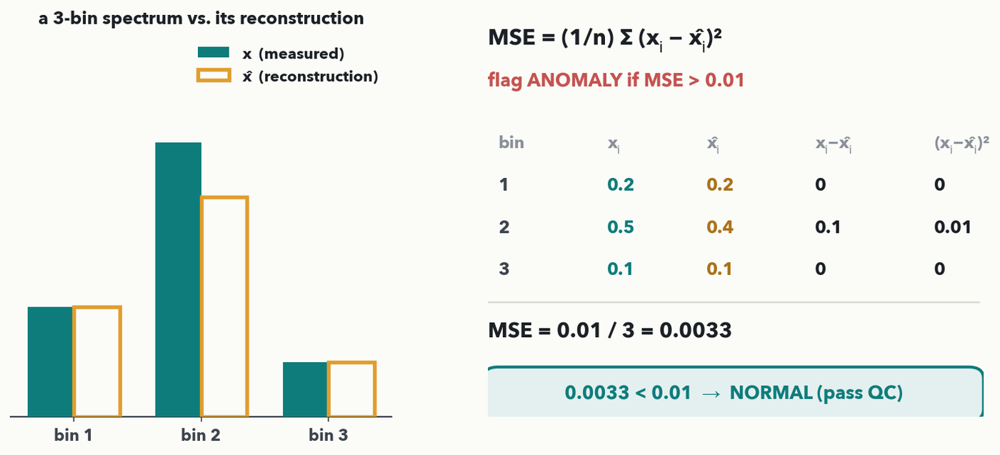 a 3-bin spectrum vs. its reconstruction
x (measured)
x̂ (reconstruction)
bin 1 bin 2 bin 3
MSE = (1/n) Σ (xᵢ − x̂ᵢ)²
flag ANOMALY if MSE > 0.01
bin xᵢ x̂ᵢ xᵢ−x̂ᵢ (xᵢ−x̂ᵢ)²
1 0.2 0.2 0 0
2 0.5 0.4 0.1 0.01
3 0.1 0.1 0 0
MSE = 0.01 / 3 = 0.0033
0.0033 < 0.01 → NORMAL (pass QC)